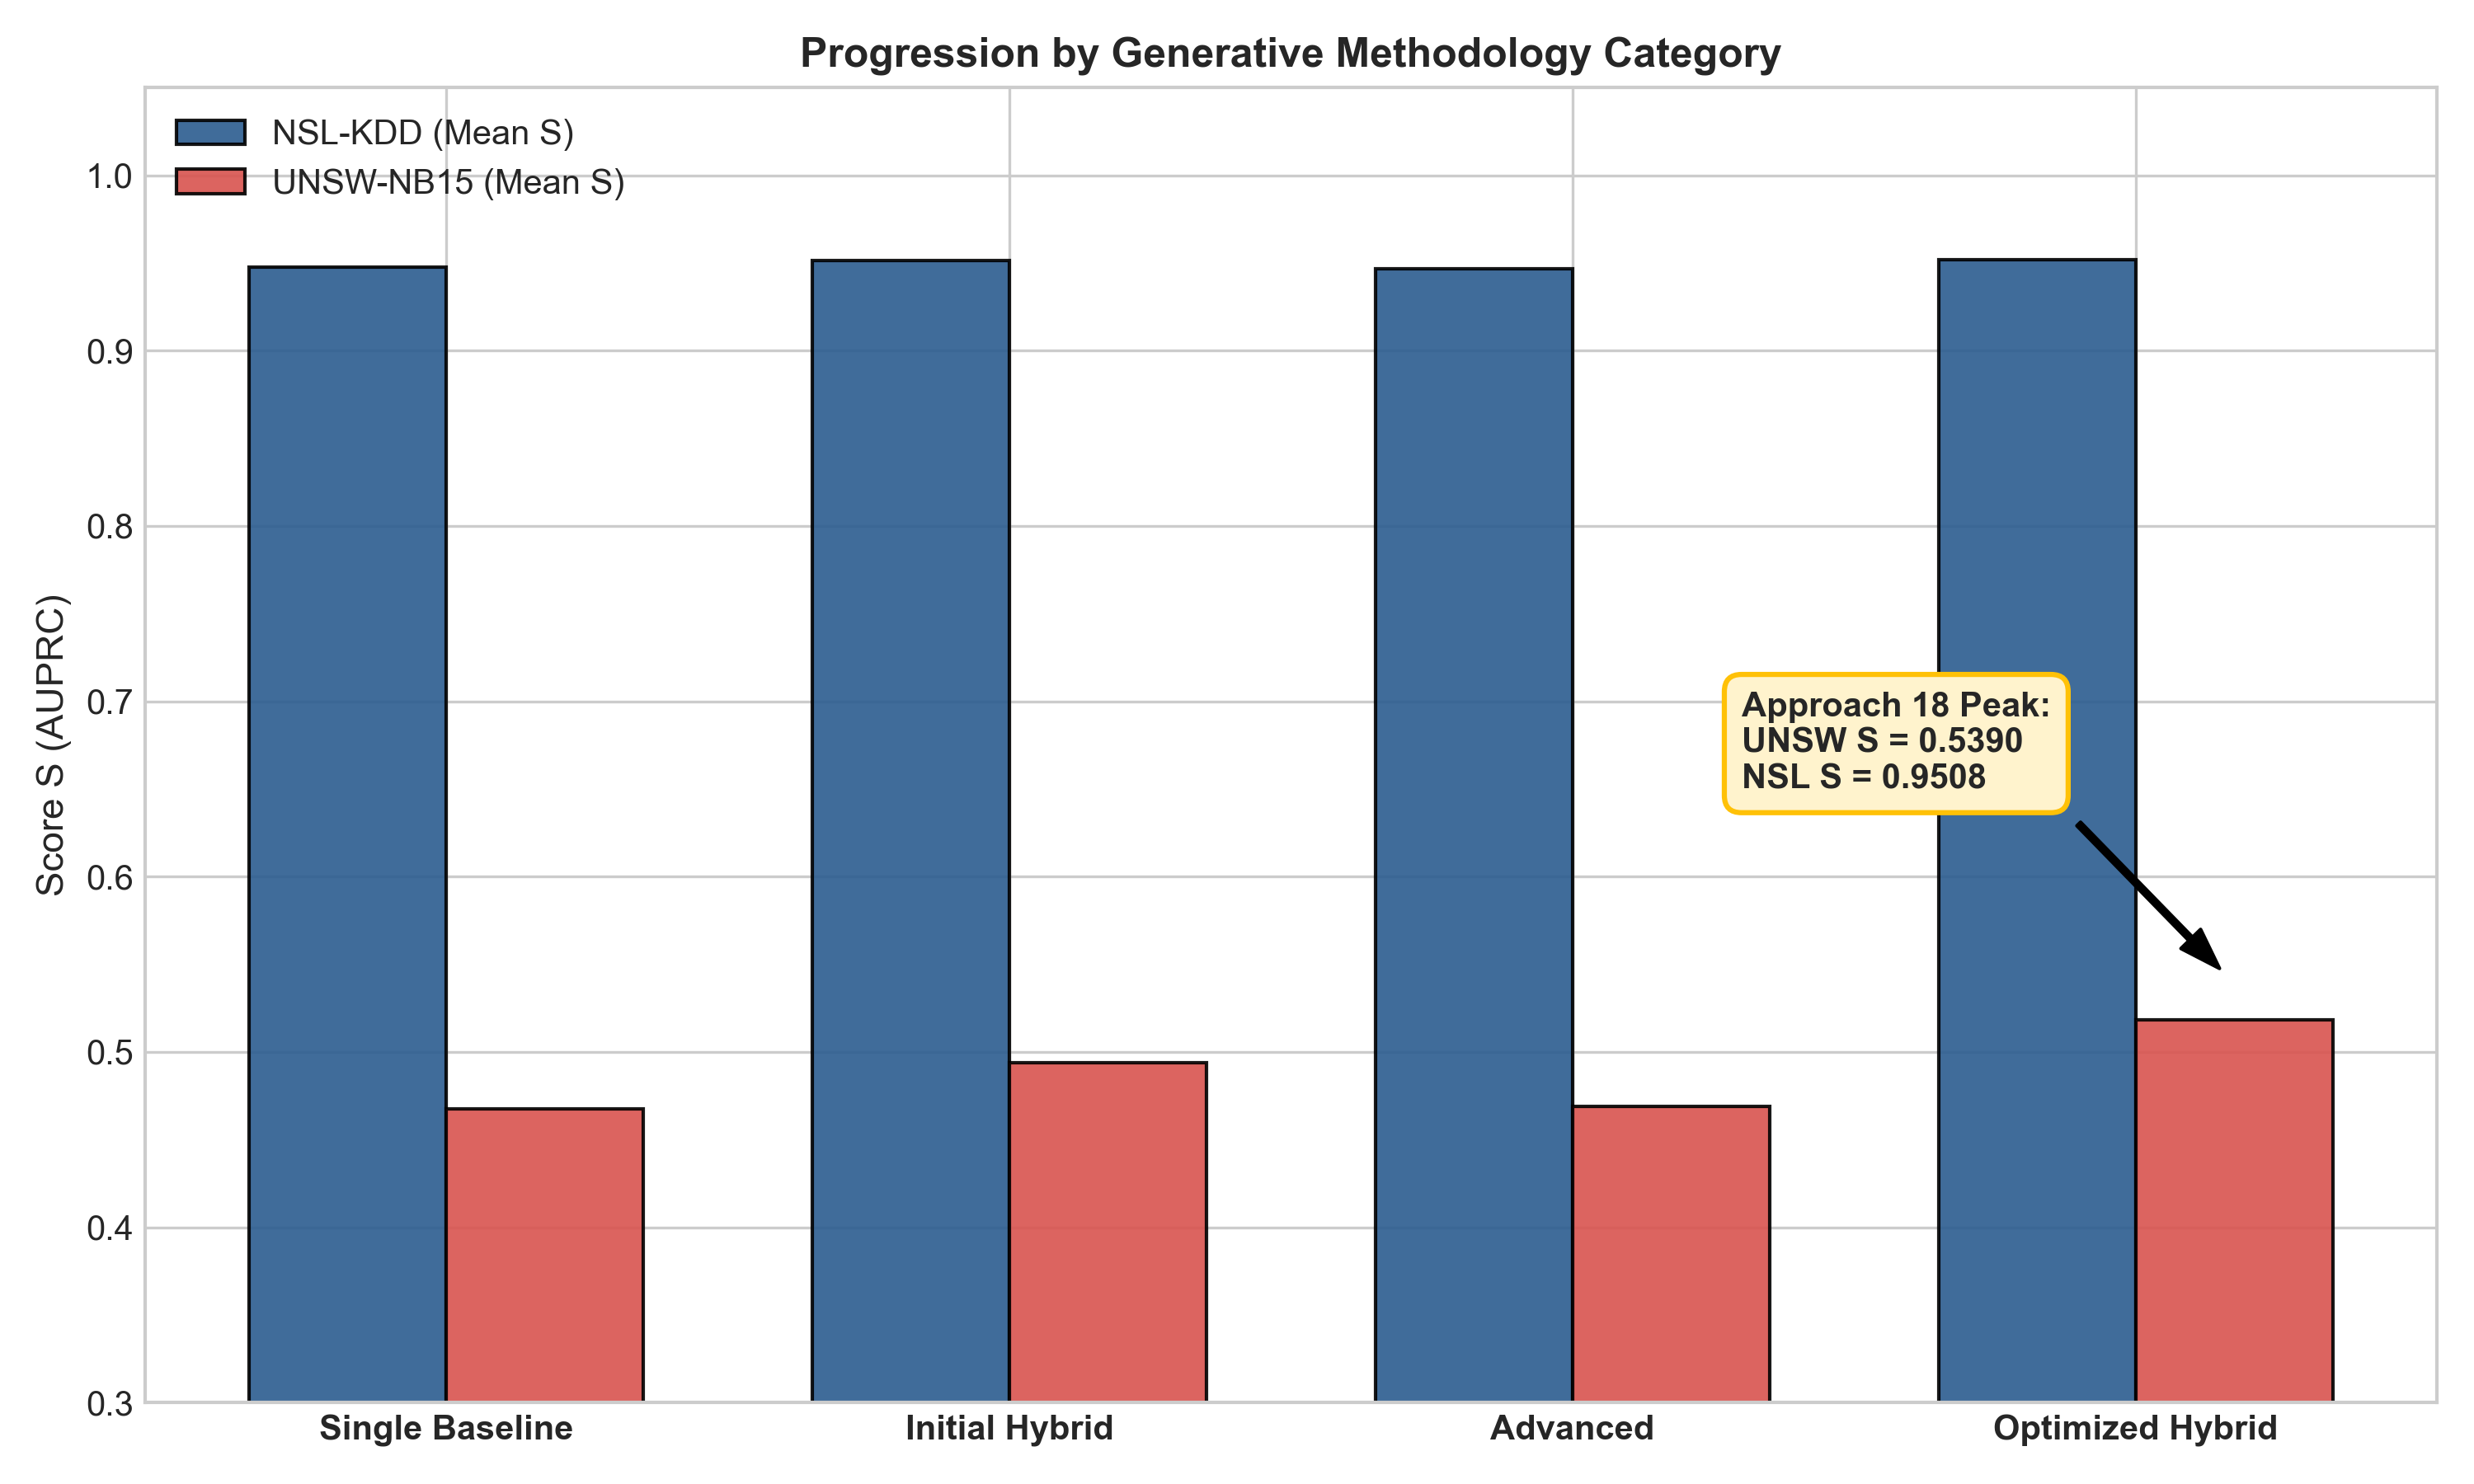 Progression by Generative Methodology Category
NSL-KDD (Mean S)
UNSW-NB15 (Mean S)
Score S (AUPRC)
1.0
0.9
0.8
0.7
0.6
0.5
0.4
0.3
Approach 18 Peak:
UNSW S = 0.5390
NSL S = 0.9508
Single Baseline
Initial Hybrid
Advanced
Optimized Hybrid